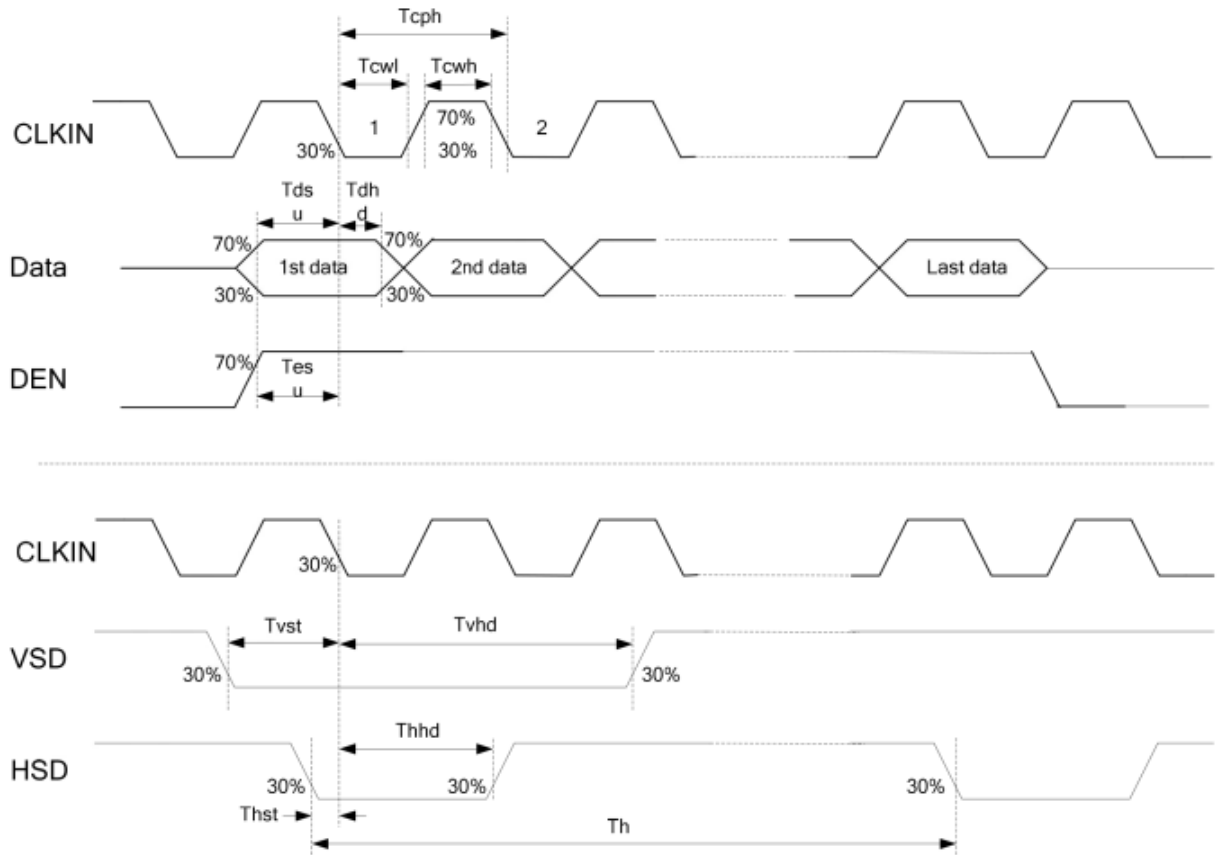 Tcph
Tcwl Tcwh
CLKIN
30%
1
70%
30%
2
Tds
u
Tdh
d
Data
70%
30%
1st data
70%
30%
2nd data
Last data
DEN
70%
Tes
u
CLKIN
30%
VSD
30%
Tvst
Tvhd
30%
HSD
30%
Thhd
30%
30%
Thst
Th